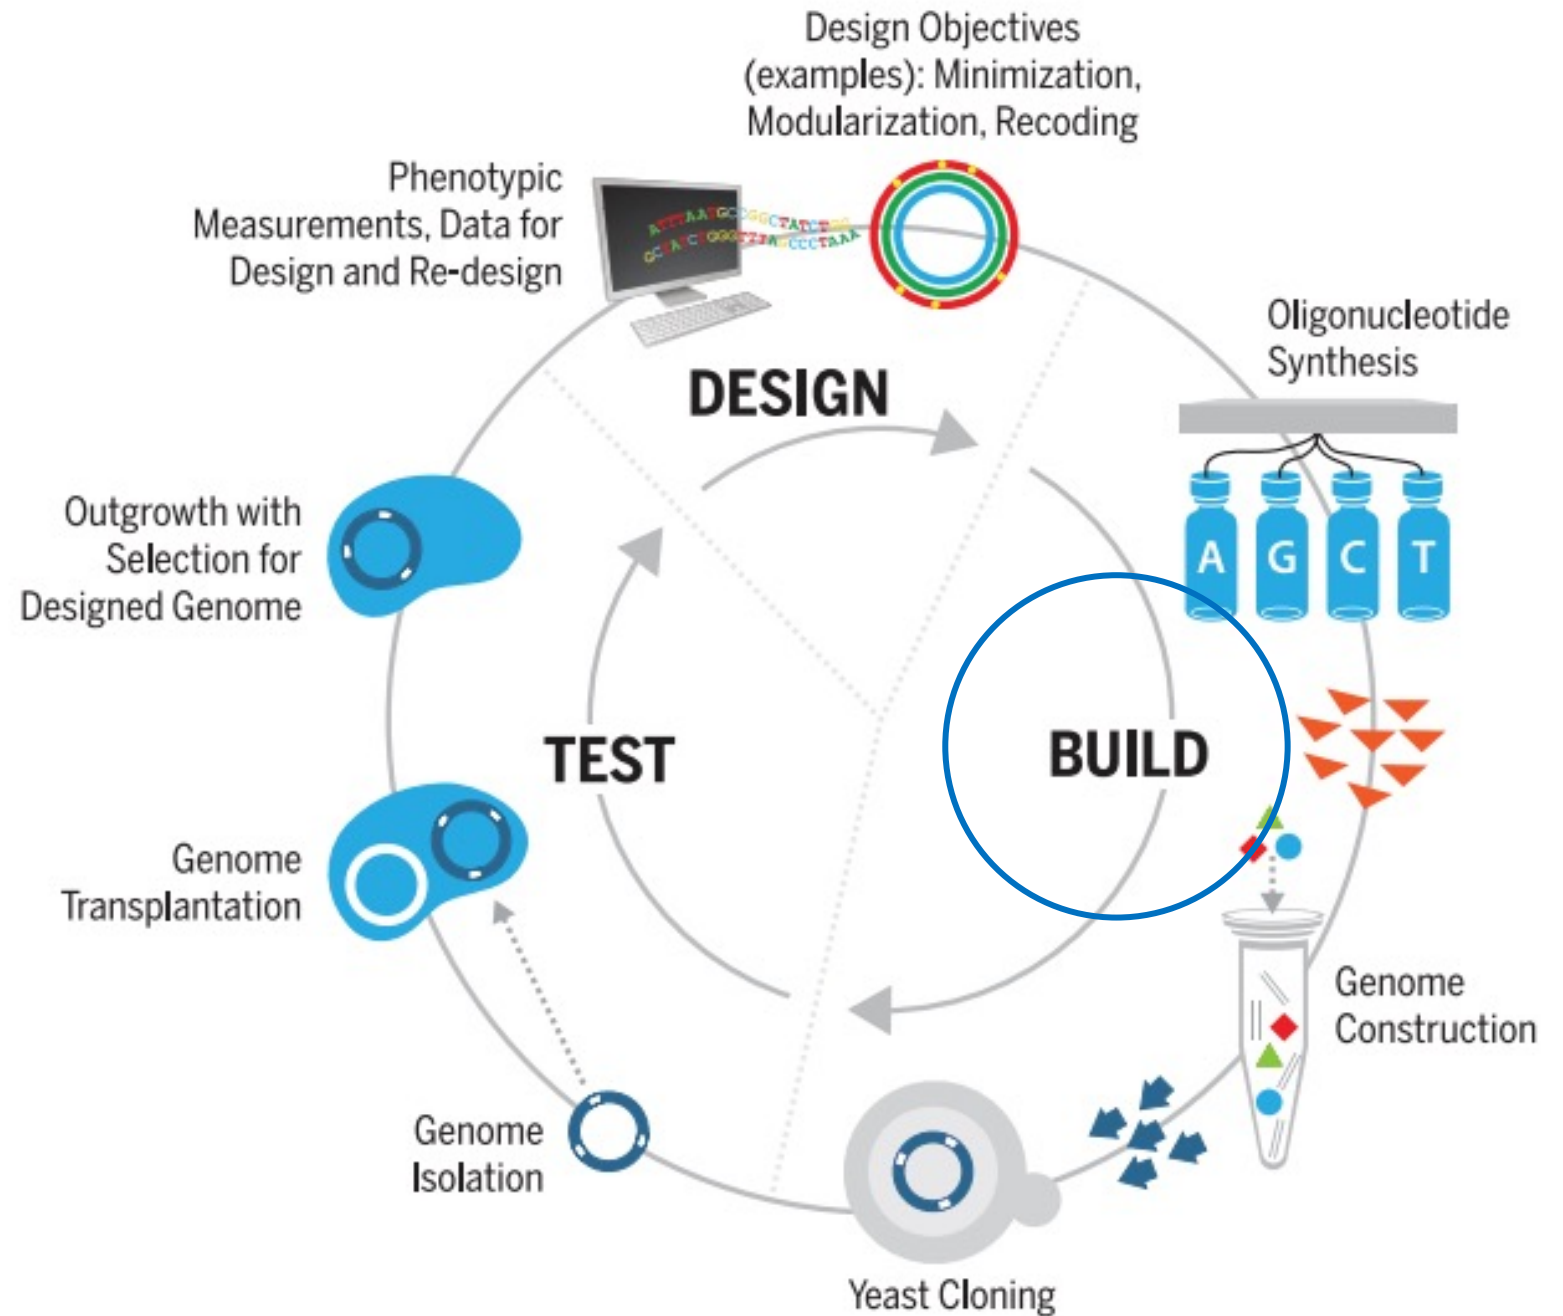 Design Objectives
(examples): Minimization,
Modularization, Recoding
Phenotypic
Measurements, Data for
Design and Re-design
Oligonucleotide
Synthesis
DESIGN
A G C T
Outgrowth with
Selection for
Designed Genome
TEST
BUILD
Genome
Transplantation
Genome
Construction
Genome
Isolation
Yeast Cloning